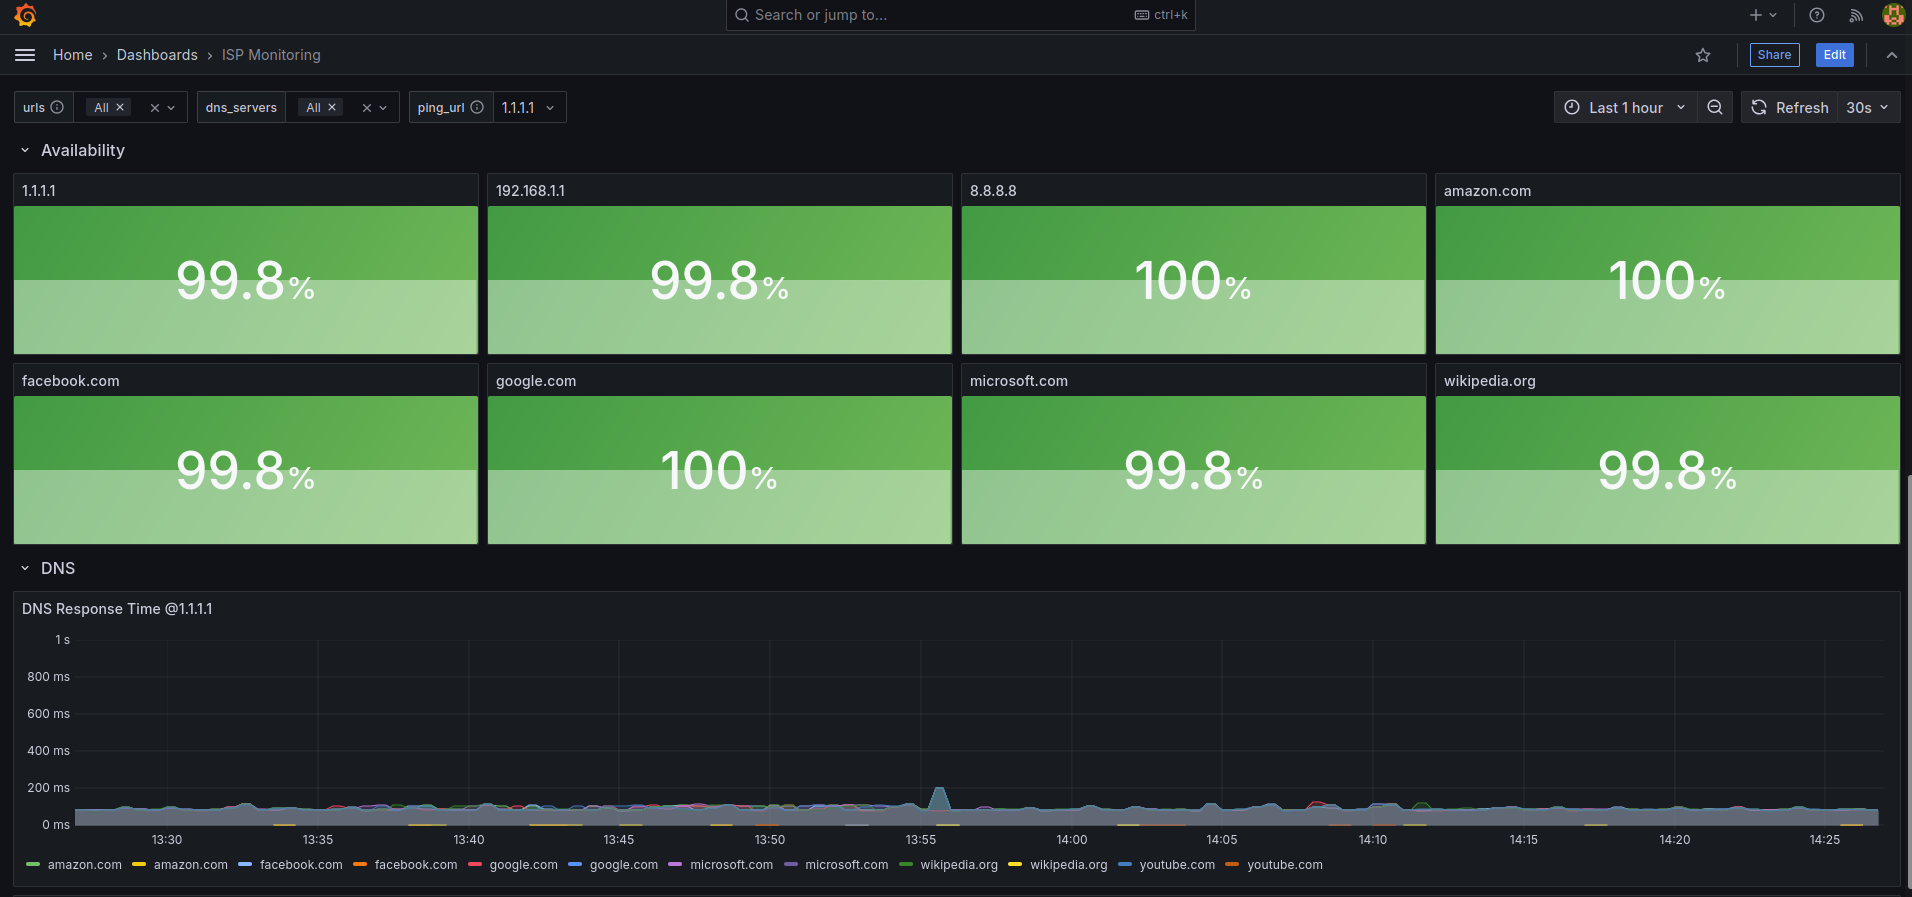 Search or jump to... ctrl+k
Home › Dashboards › ISP Monitoring Share Edit
urls All × dns_servers All × ping_url 1.1.1.1 Last 1 hour Refresh 30s
Availability
1.1.1.1 192.168.1.1 8.8.8.8 amazon.com
99.8% 99.8% 100% 100%
facebook.com google.com microsoft.com wikipedia.org
99.8% 100% 99.8% 99.8%
DNS
DNS Response Time @1.1.1.1
1 s
800 ms
600 ms
400 ms
200 ms
0 ms
13:30 13:35 13:40 13:45 13:50 13:55 14:00 14:05 14:10 14:15 14:20 14:25
amazon.com amazon.com facebook.com facebook.com google.com google.com microsoft.com microsoft.com wikipedia.org wikipedia.org youtube.com youtube.com